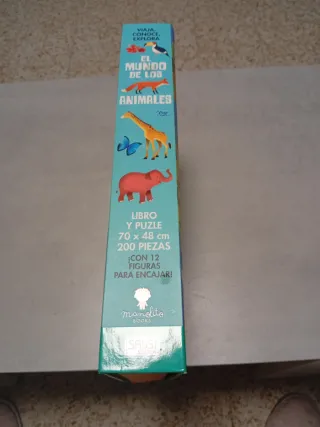 VIAJA,
CONOCE,
EXPLORA
EL MUNDO
DE LOS
ANIMALES
LIBRO
Y PUZLE
70 x 48 cm
200 PIEZAS
¡CON 12
FIGURAS
PARA ENCAJAR!
manolito
BOOKS